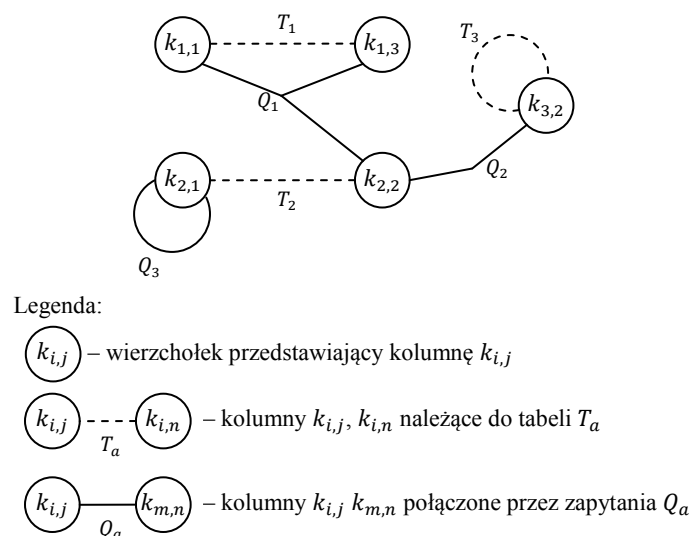 T₁
k₁,₁ k₁,₃
T₃
Q₁
k₃,₂
Q₂
k₂,₁ k₂,₂
T₂
Q₃
Legenda:
kᵢ,ⱼ – wierzchołek przedstawiający kolumnę kᵢ,ⱼ
kᵢ,ⱼ kᵢ,ₙ – kolumny kᵢ,ⱼ, kᵢ,ₙ należące do tabeli Tₐ
Tₐ
kᵢ,ⱼ kₘ,ₙ – kolumny kᵢ,ⱼ kₘ,ₙ połączone przez zapytania Qₐ
Qₐ